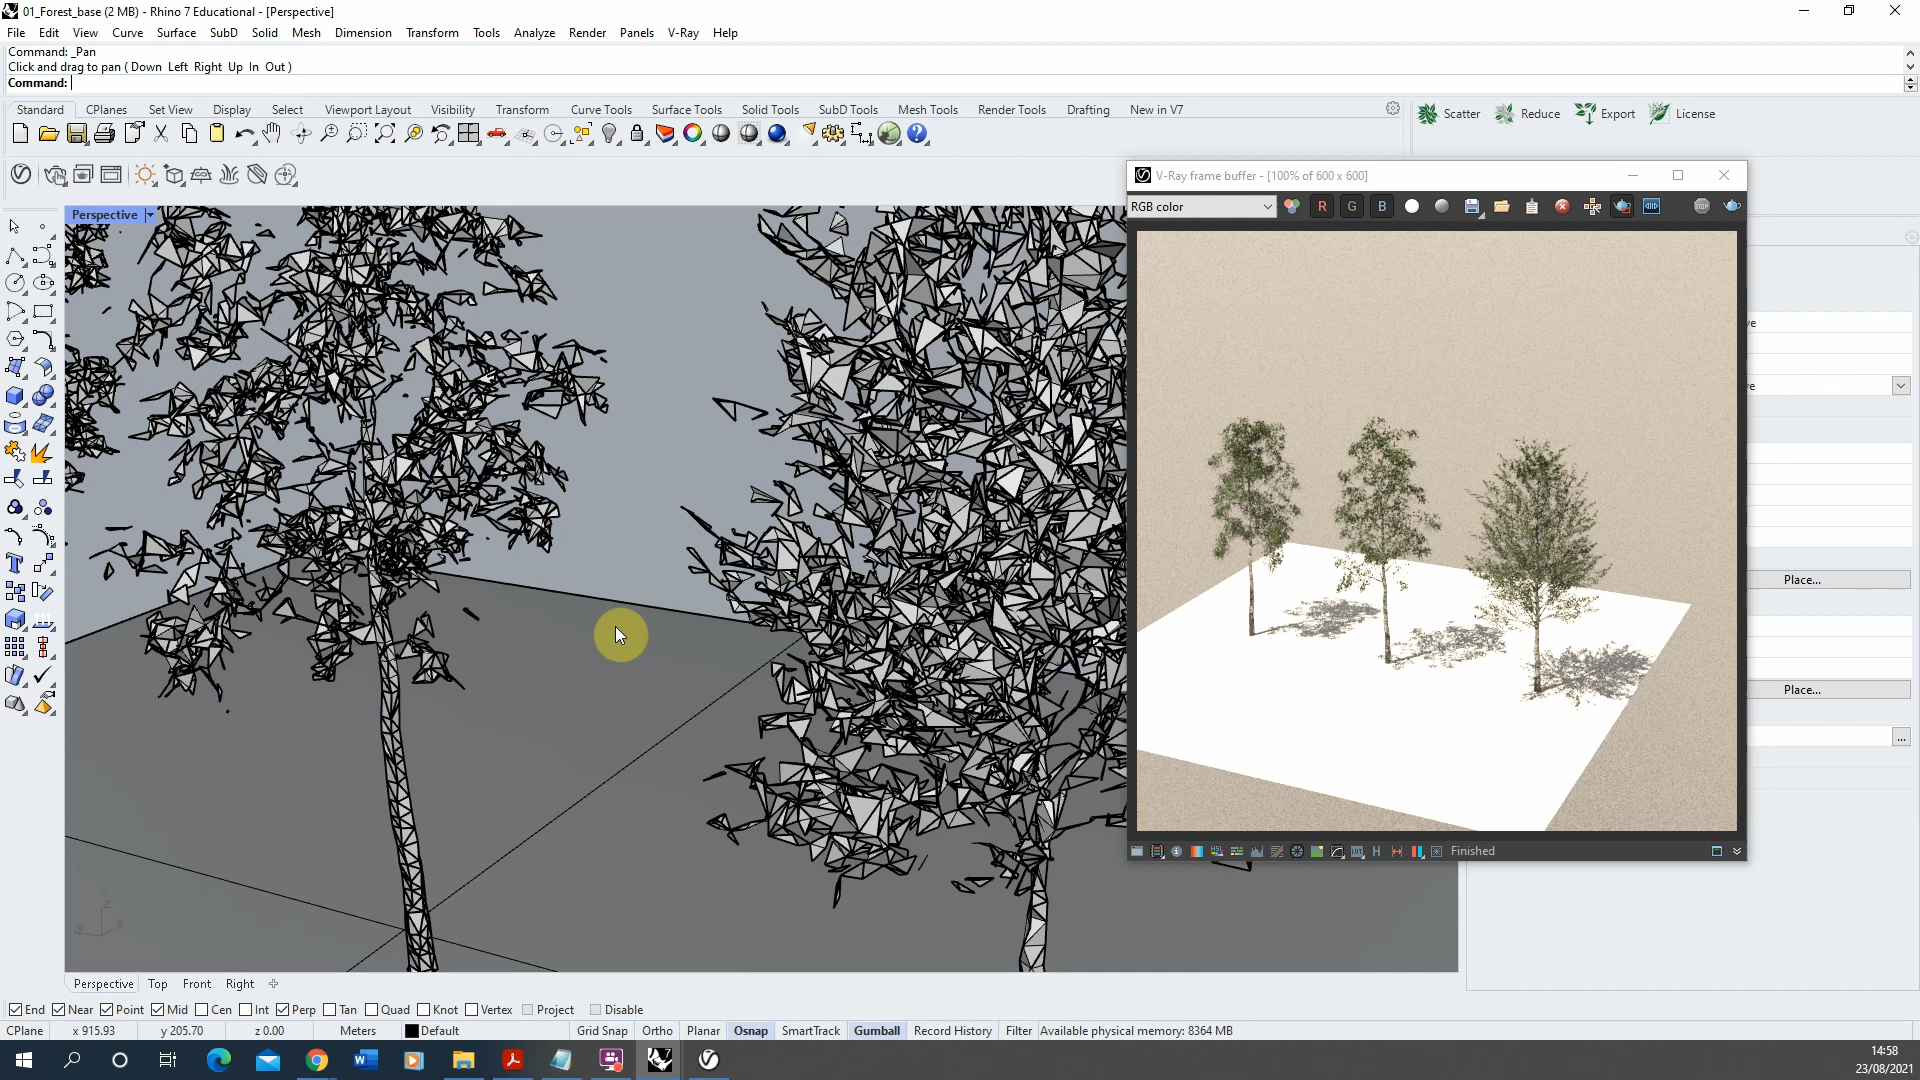 01_Forest_base (2 MB) - Rhino 7 Educational - [Perspective]
File Edit View Curve Surface SubD Solid Mesh Dimension Transform Tools Analyze Render Panels V-Ray Help
Command: _Pan
Click and drag to pan ( Down Left Right Up In Out )
Command:
Standard CPlanes Set View Display Select Viewport Layout Visibility Transform Curve Tools Surface Tools Solid Tools SubD Tools Mesh Tools Render Tools Drafting New in V7
Scatter Reduce Export License
V-Ray frame buffer - [100% of 600 x 600]
RGB color R G B STOP
Perspective
ve
ve
Place...
Place...
...
HSL
LUT H Finished
z
y x
Perspective Top Front Right
End Near Point Mid Cen Int Perp Tan Quad Knot Vertex Project Disable
CPlane x 915.93 y 205.70 z 0.00 Meters Default Grid Snap Ortho Planar Osnap SmartTrack Gumball Record History Filter Available physical memory: 8364 MB
14:58
23/08/2021